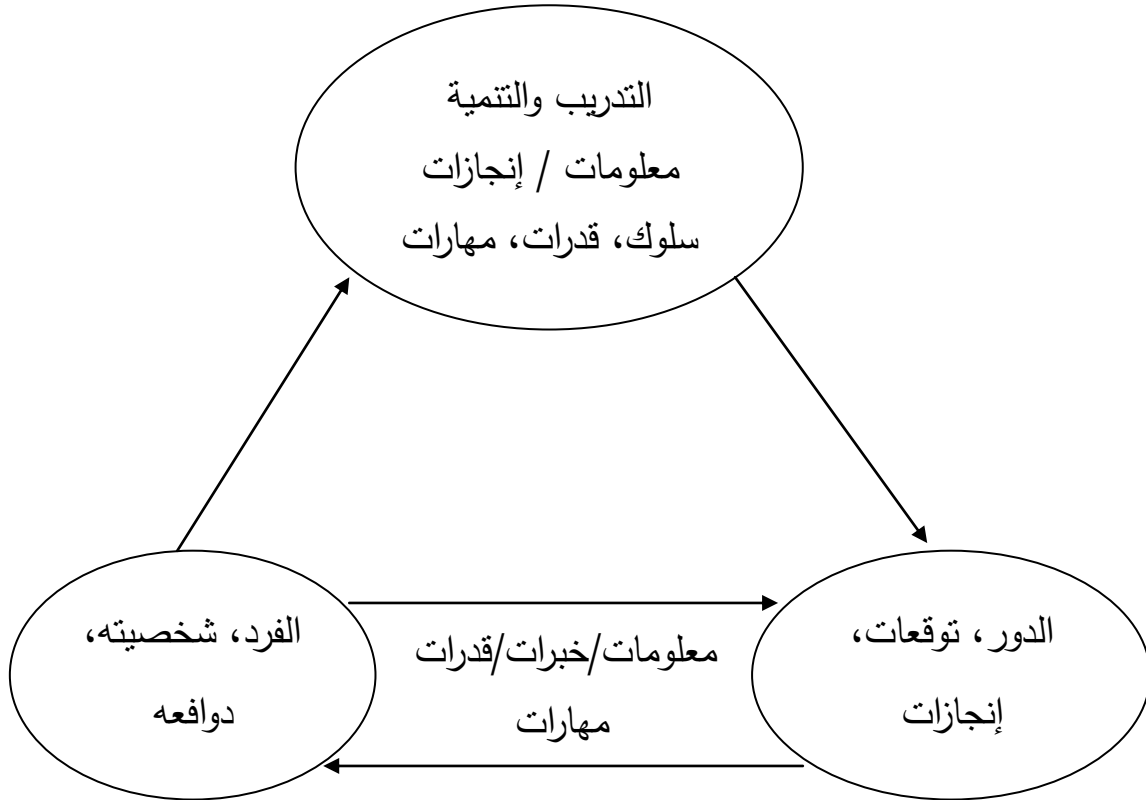 التدريب والتنمية
معلومات / إنجازات
سلوك، قدرات، مهارات
الدور، توقعات،
إنجازات
معلومات/خبرات/قدرات
مهارات
الفرد، شخصيته،
دوافعه